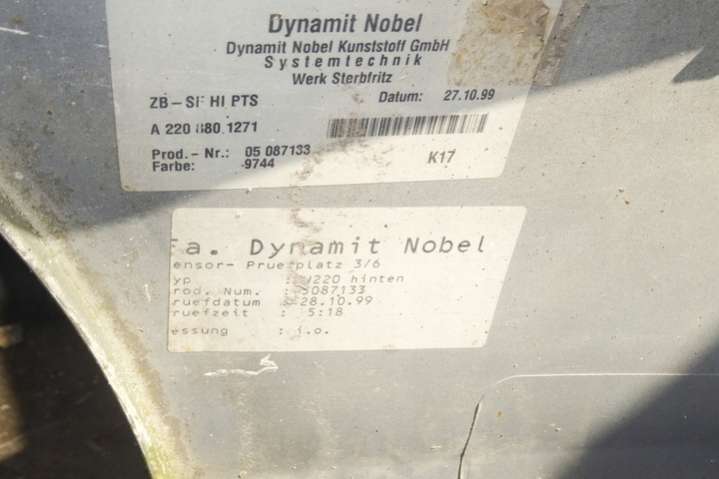 Dynamit Nobel
Dynamit Nobel Kunststoff GmbH
Systemtechnik
Werk Sterbfritz
ZB-SF HI PTS Datum: 27.10.99
A 220 880 1271
Prod.-Nr.: 05 087133
Farbe: 9744 K17
Fa. Dynamit Nobel
ensor- Pruefplatz 3/6
yp : W220 hinten
rod. Num. : 5087133
ruefdatum : 28.10.99
ruefzeit : 5:18
essung : i.o.